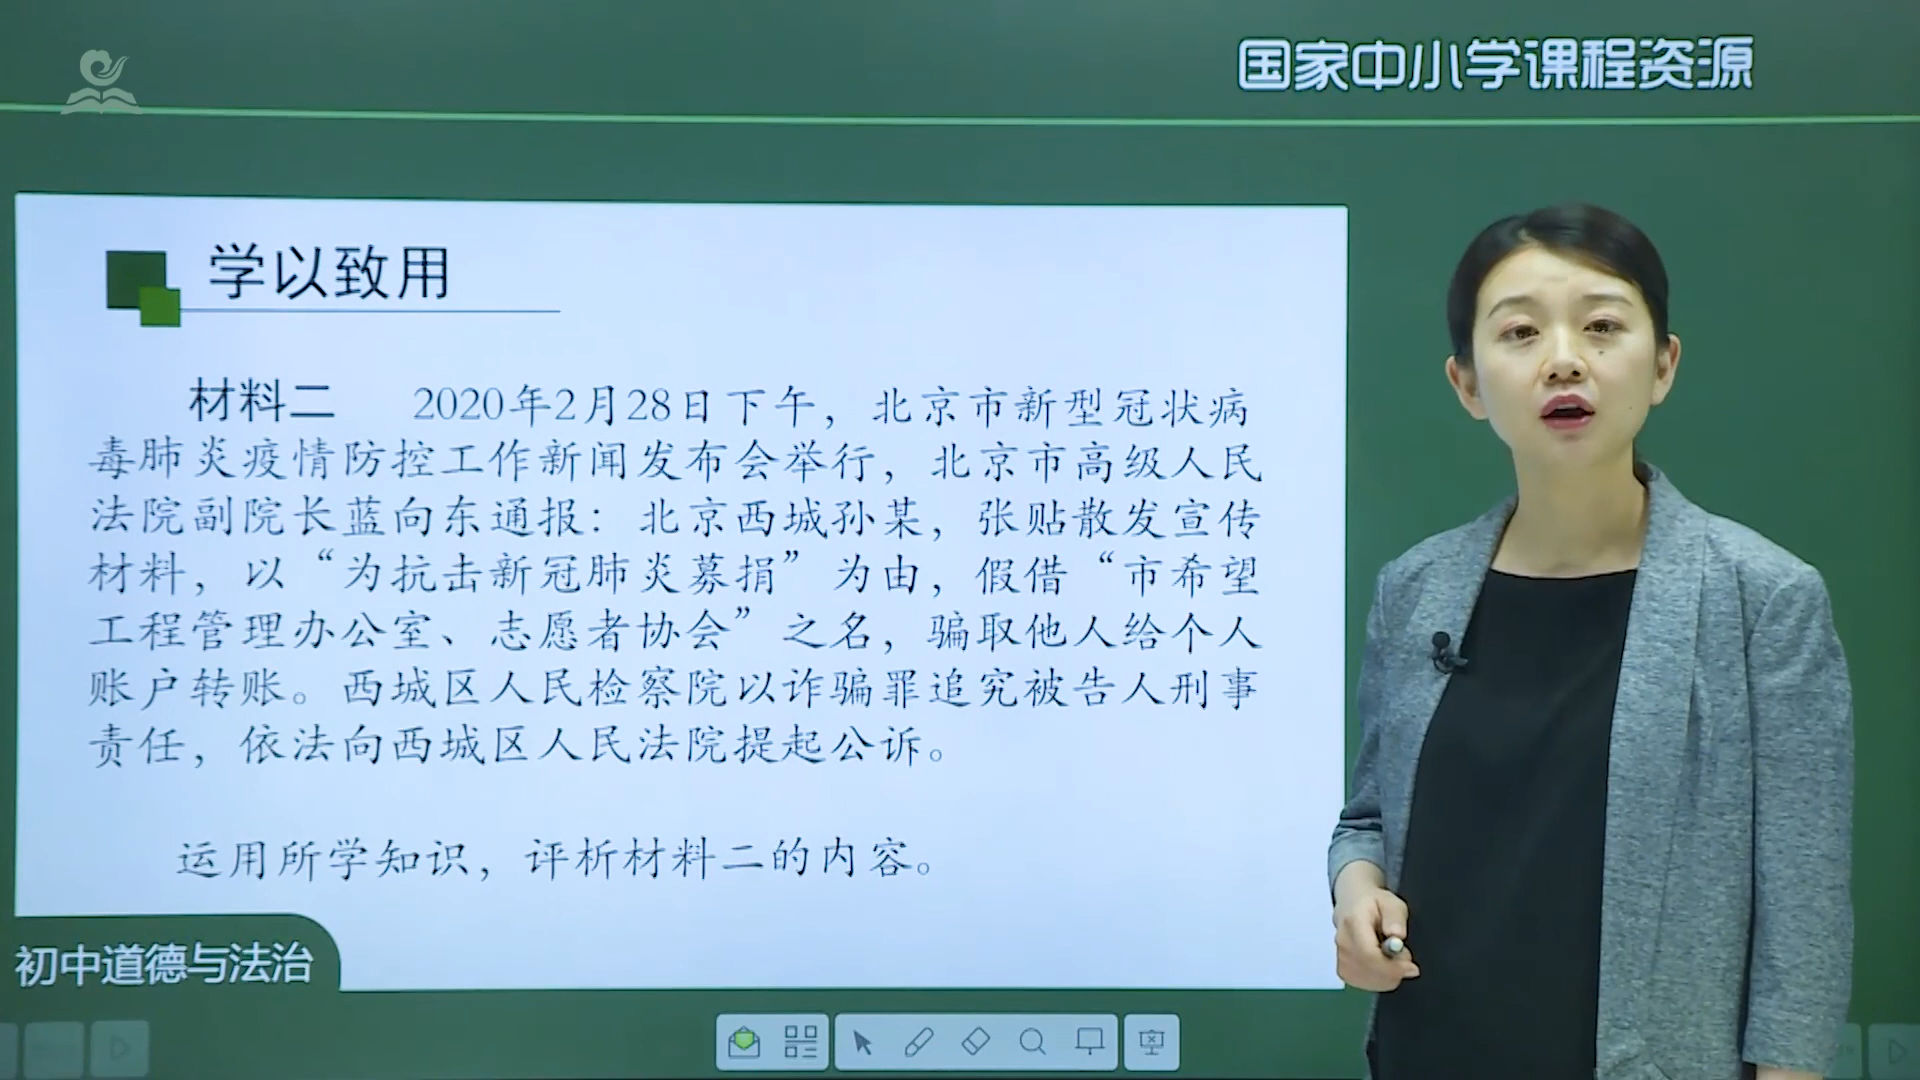 国家中小学课程资源
学以致用
材料二 2020年2月28日下午，北京市新型冠状病
毒肺炎疫情防控工作新闻发布会举行，北京市高级人民
法院副院长蓝向东通报：北京西城孙某，张贴散发宣传
材料，以“为抗击新冠肺炎募捐”为由，假借“市希望
工程管理办公室、志愿者协会”之名，骗取他人给个人
账户转账。西城区人民检察院以诈骗罪追究被告人刑事
责任，依法向西城区人民法院提起公诉。
运用所学知识，评析材料二的内容。
初中道德与法治